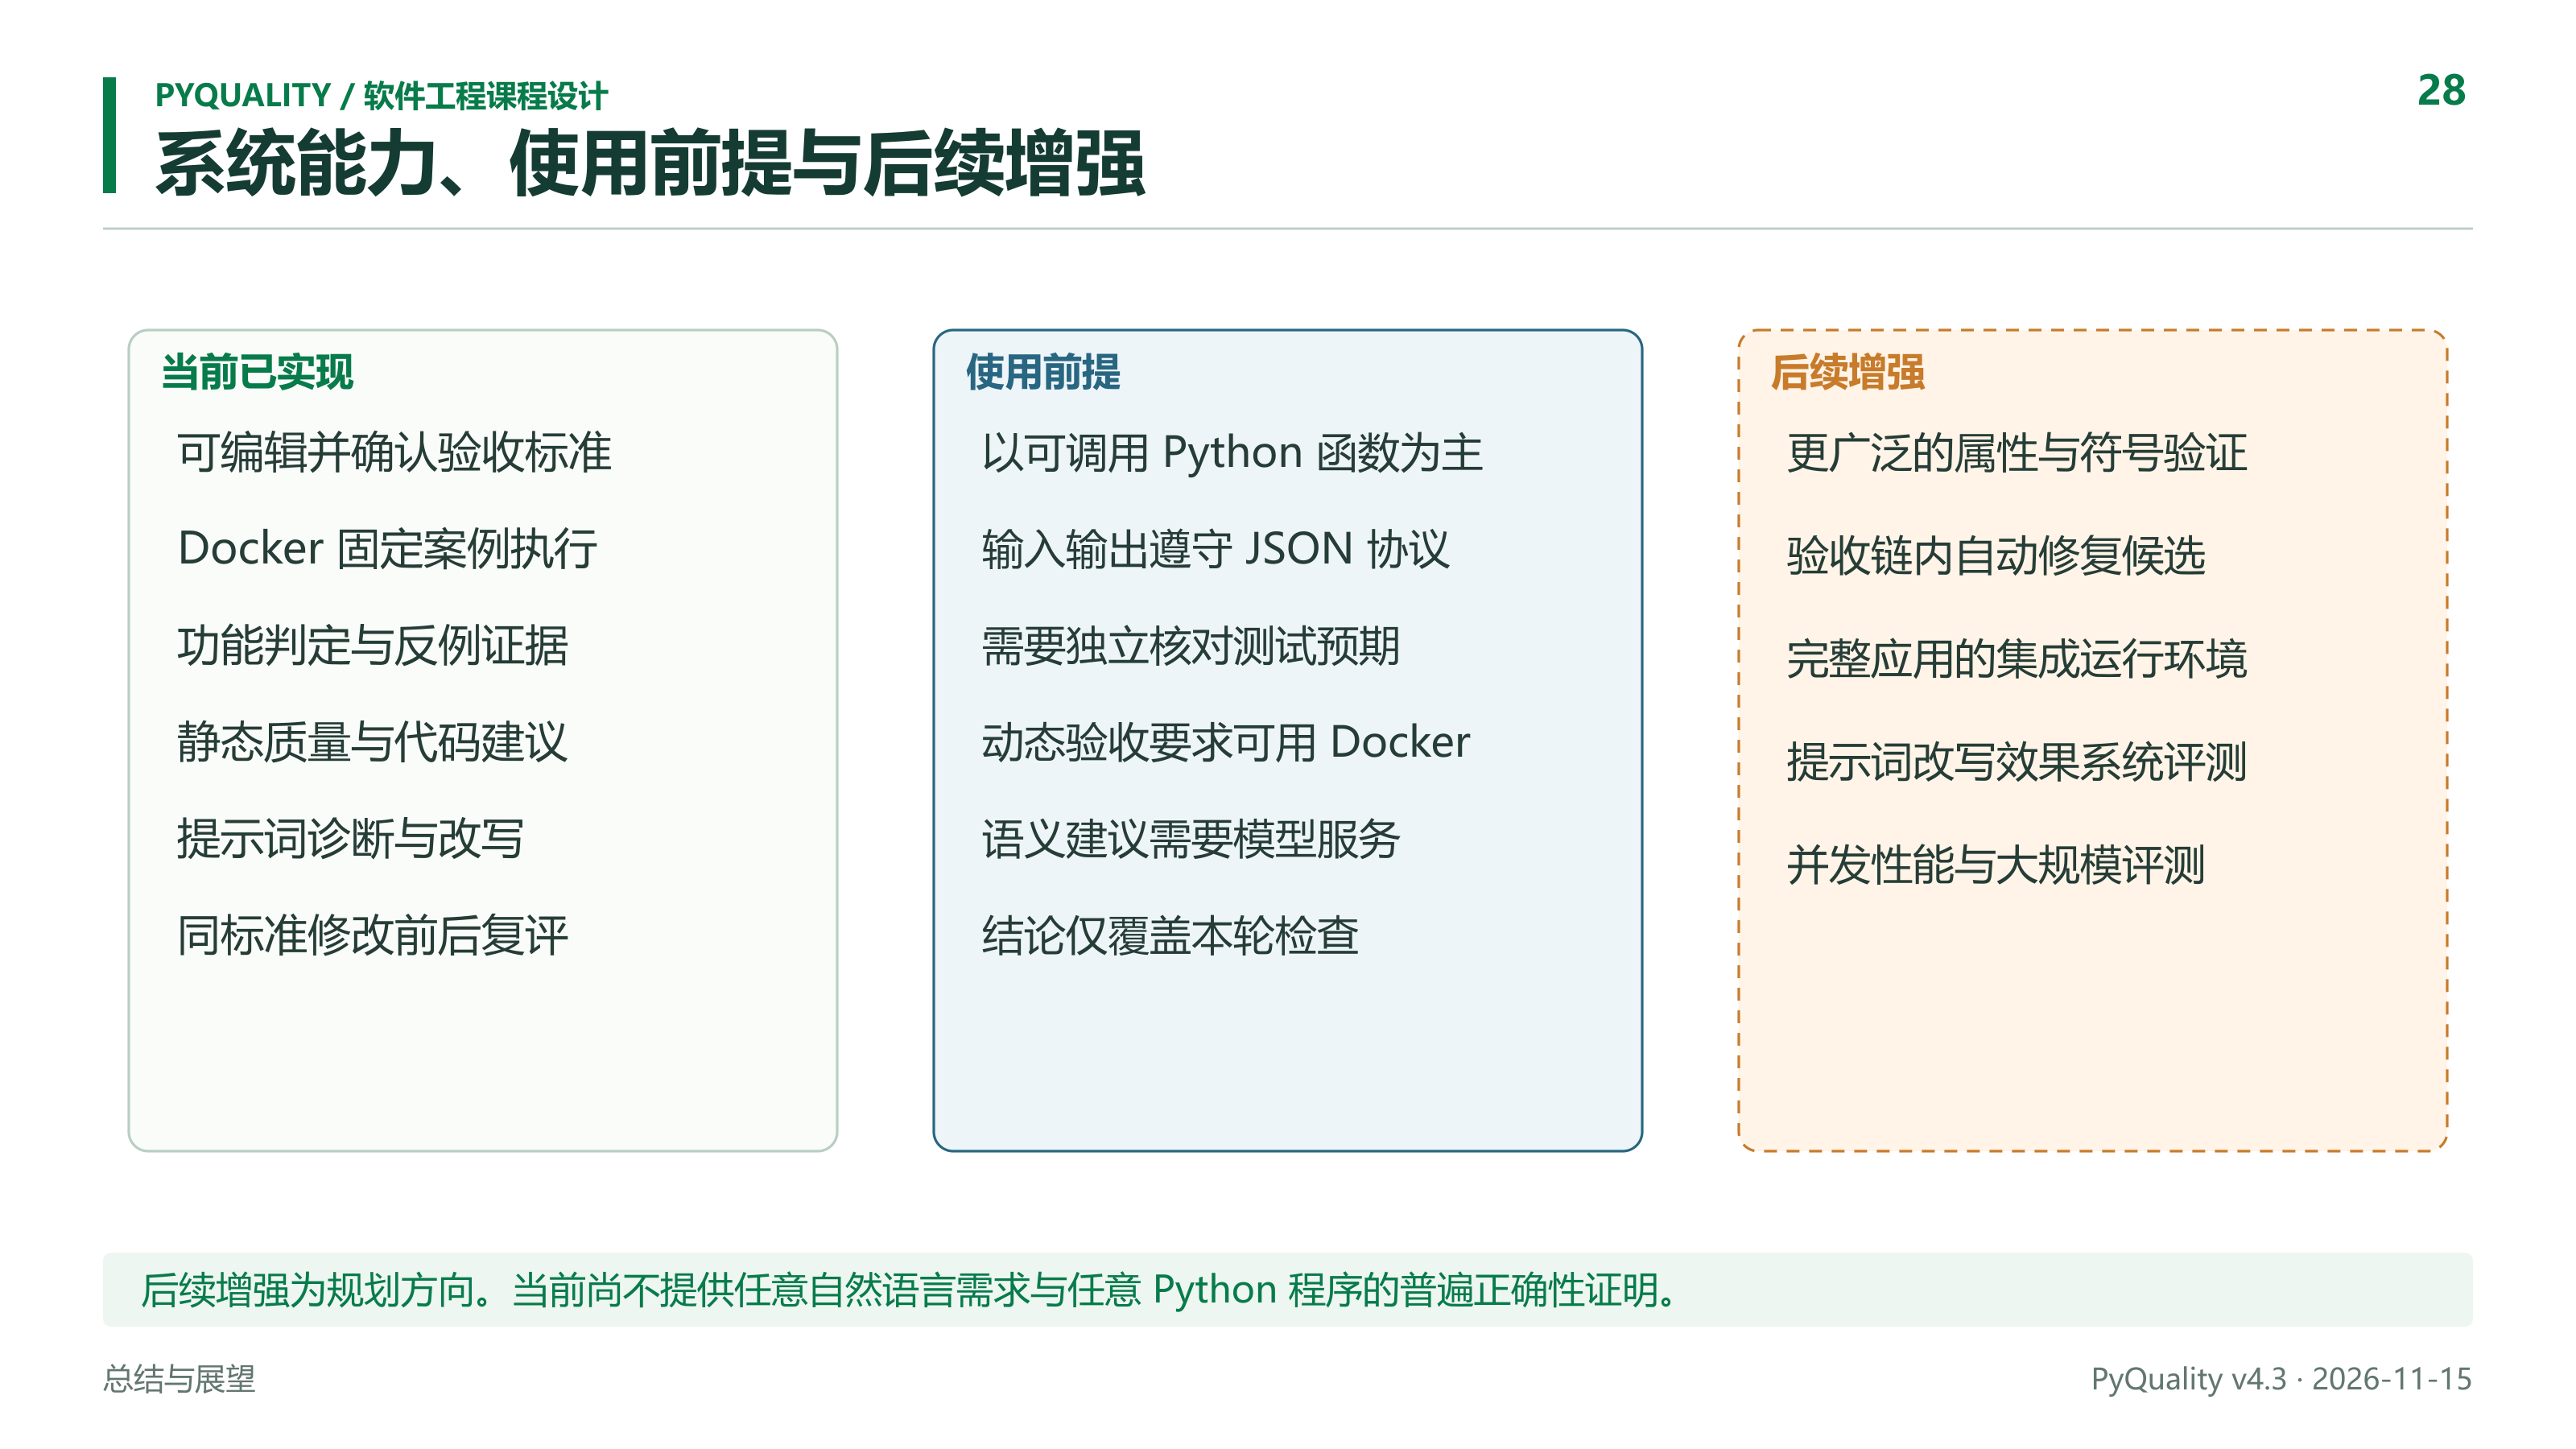 PYQUALITY / 软件工程课程设计
28
系统能力、使用前提与后续增强
当前已实现
可编辑并确认验收标准
Docker 固定案例执行
功能判定与反例证据
静态质量与代码建议
提示词诊断与改写
同标准修改前后复评
使用前提
以可调用 Python 函数为主
输入输出遵守 JSON 协议
需要独立核对测试预期
动态验收要求可用 Docker
语义建议需要模型服务
结论仅覆盖本轮检查
后续增强
更广泛的属性与符号验证
验收链内自动修复候选
完整应用的集成运行环境
提示词改写效果系统评测
并发性能与大规模评测
后续增强为规划方向。当前尚不提供任意自然语言需求与任意 Python 程序的普遍正确性证明。
总结与展望
PyQuality v4.3 · 2026-11-15